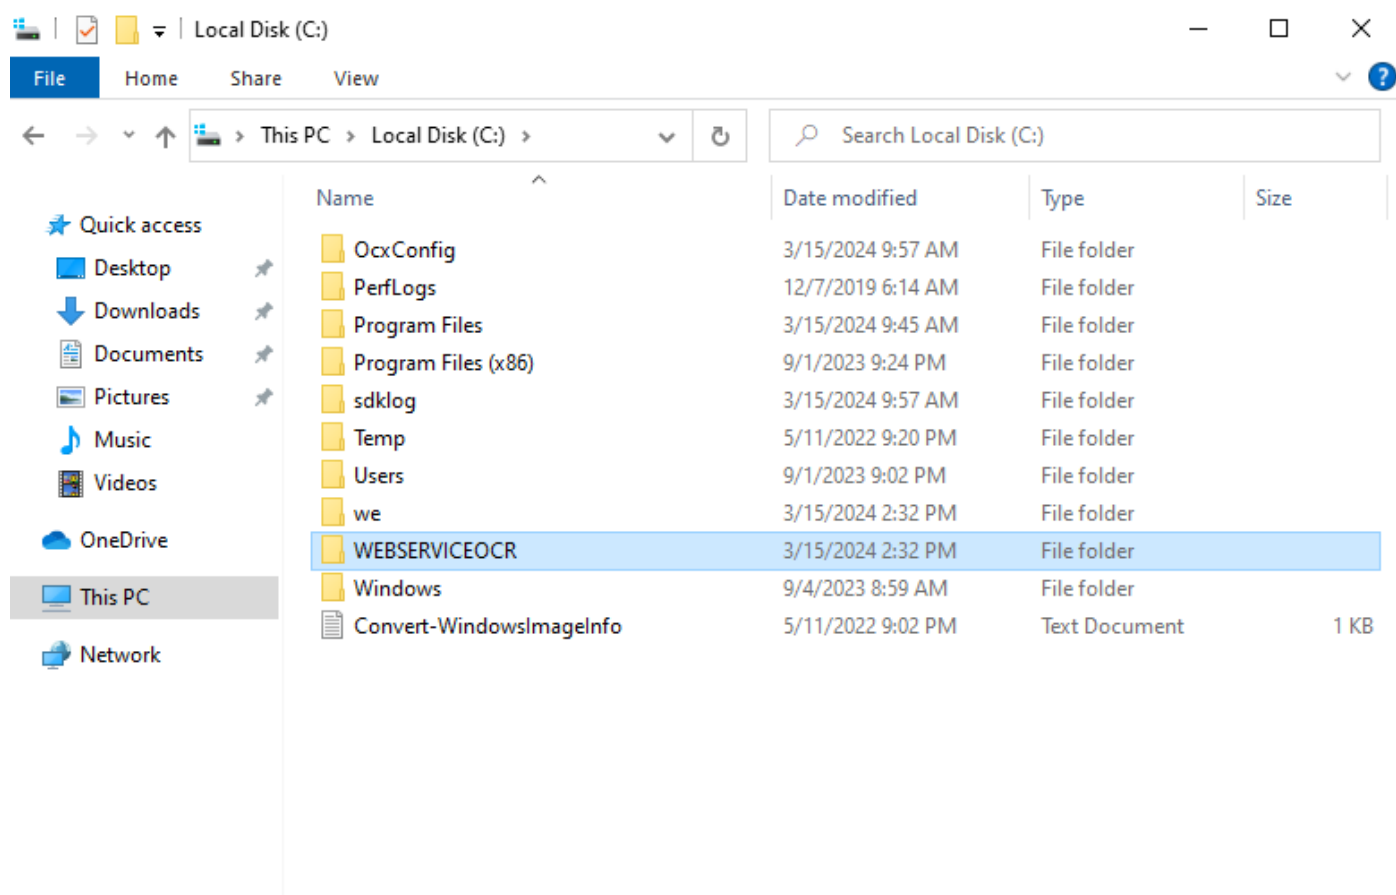 Local Disk (C:)
File Home Share View
This PC > Local Disk (C:) > Search Local Disk (C:)
Name Date modified Type Size
Quick access
Desktop
Downloads
Documents
Pictures
Music
Videos
OneDrive
This PC
Network
OcxConfig 3/15/2024 9:57 AM File folder
PerfLogs 12/7/2019 6:14 AM File folder
Program Files 3/15/2024 9:45 AM File folder
Program Files (x86) 9/1/2023 9:24 PM File folder
sdklog 3/15/2024 9:57 AM File folder
Temp 5/11/2022 9:20 PM File folder
Users 9/1/2023 9:02 PM File folder
we 3/15/2024 2:32 PM File folder
WEBSERVICEOCR 3/15/2024 2:32 PM File folder
Windows 9/4/2023 8:59 AM File folder
Convert-WindowsImageInfo 5/11/2022 9:02 PM Text Document 1 KB